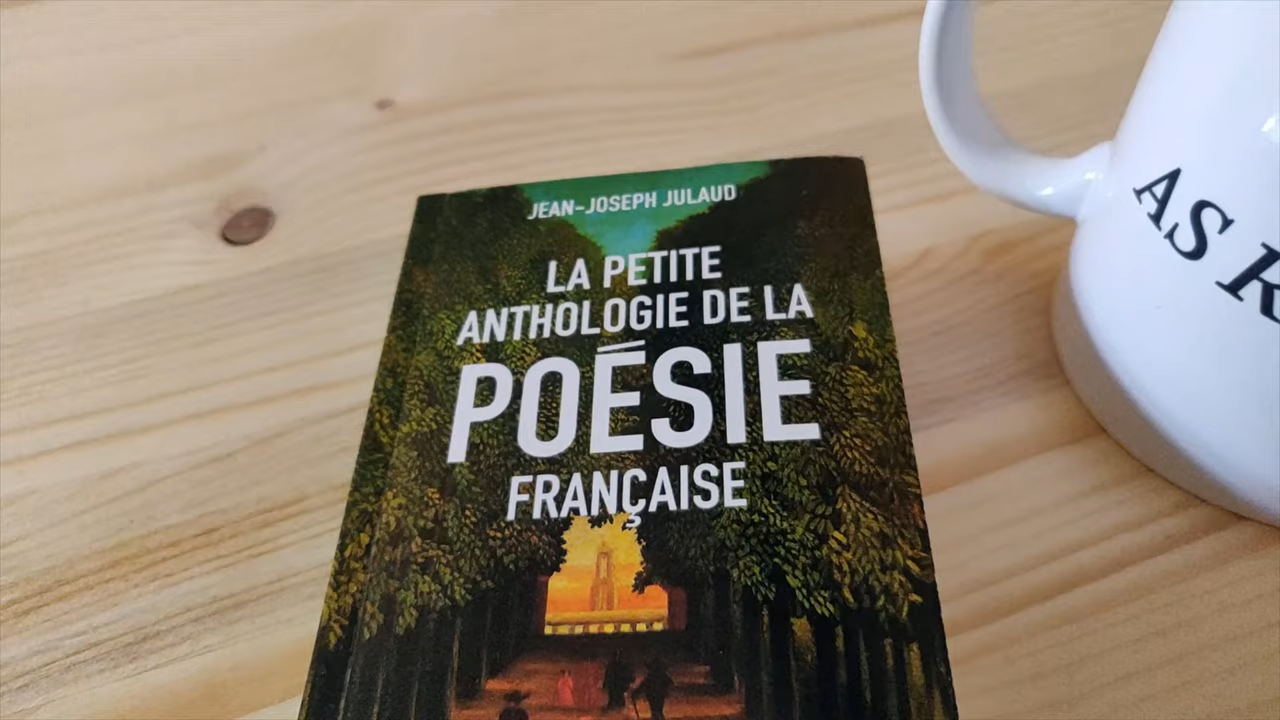 JEAN-JOSEPH JULAUD
LA PETITE
ANTHOLOGIE DE LA
POÉSIE
FRANÇAISE
AS